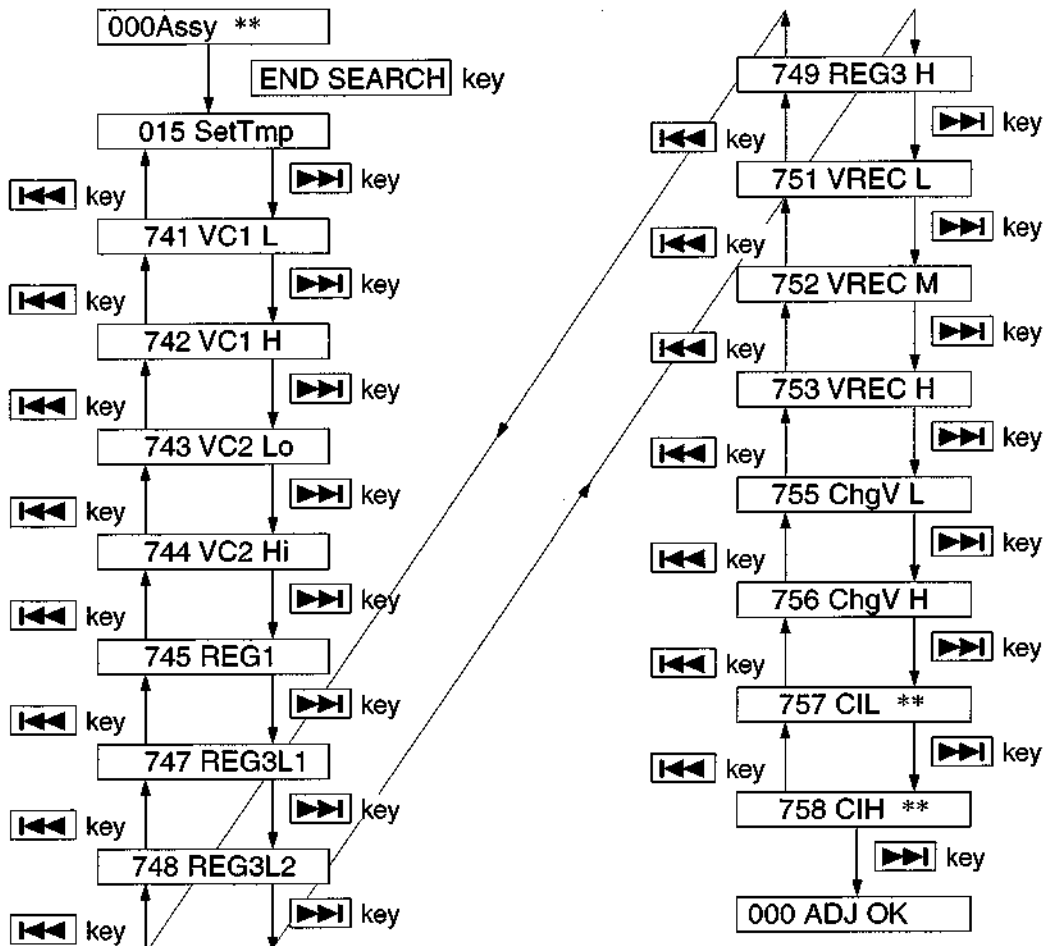 000Assy **
END SEARCH key
015 SetTmp
key
key
741 VC1 L
key
key
742 VC1 H
key
key
743 VC2 Lo
key
key
744 VC2 Hi
key
key
745 REG1
key
key
747 REG3L1
key
key
748 REG3L2
key
key
749 REG3 H
key
key
751 VREC L
key
key
752 VREC M
key
key
753 VREC H
key
key
755 ChgV L
key
key
756 ChgV H
key
key
757 CIL **
key
key
758 CIH **
key
000 ADJ OK